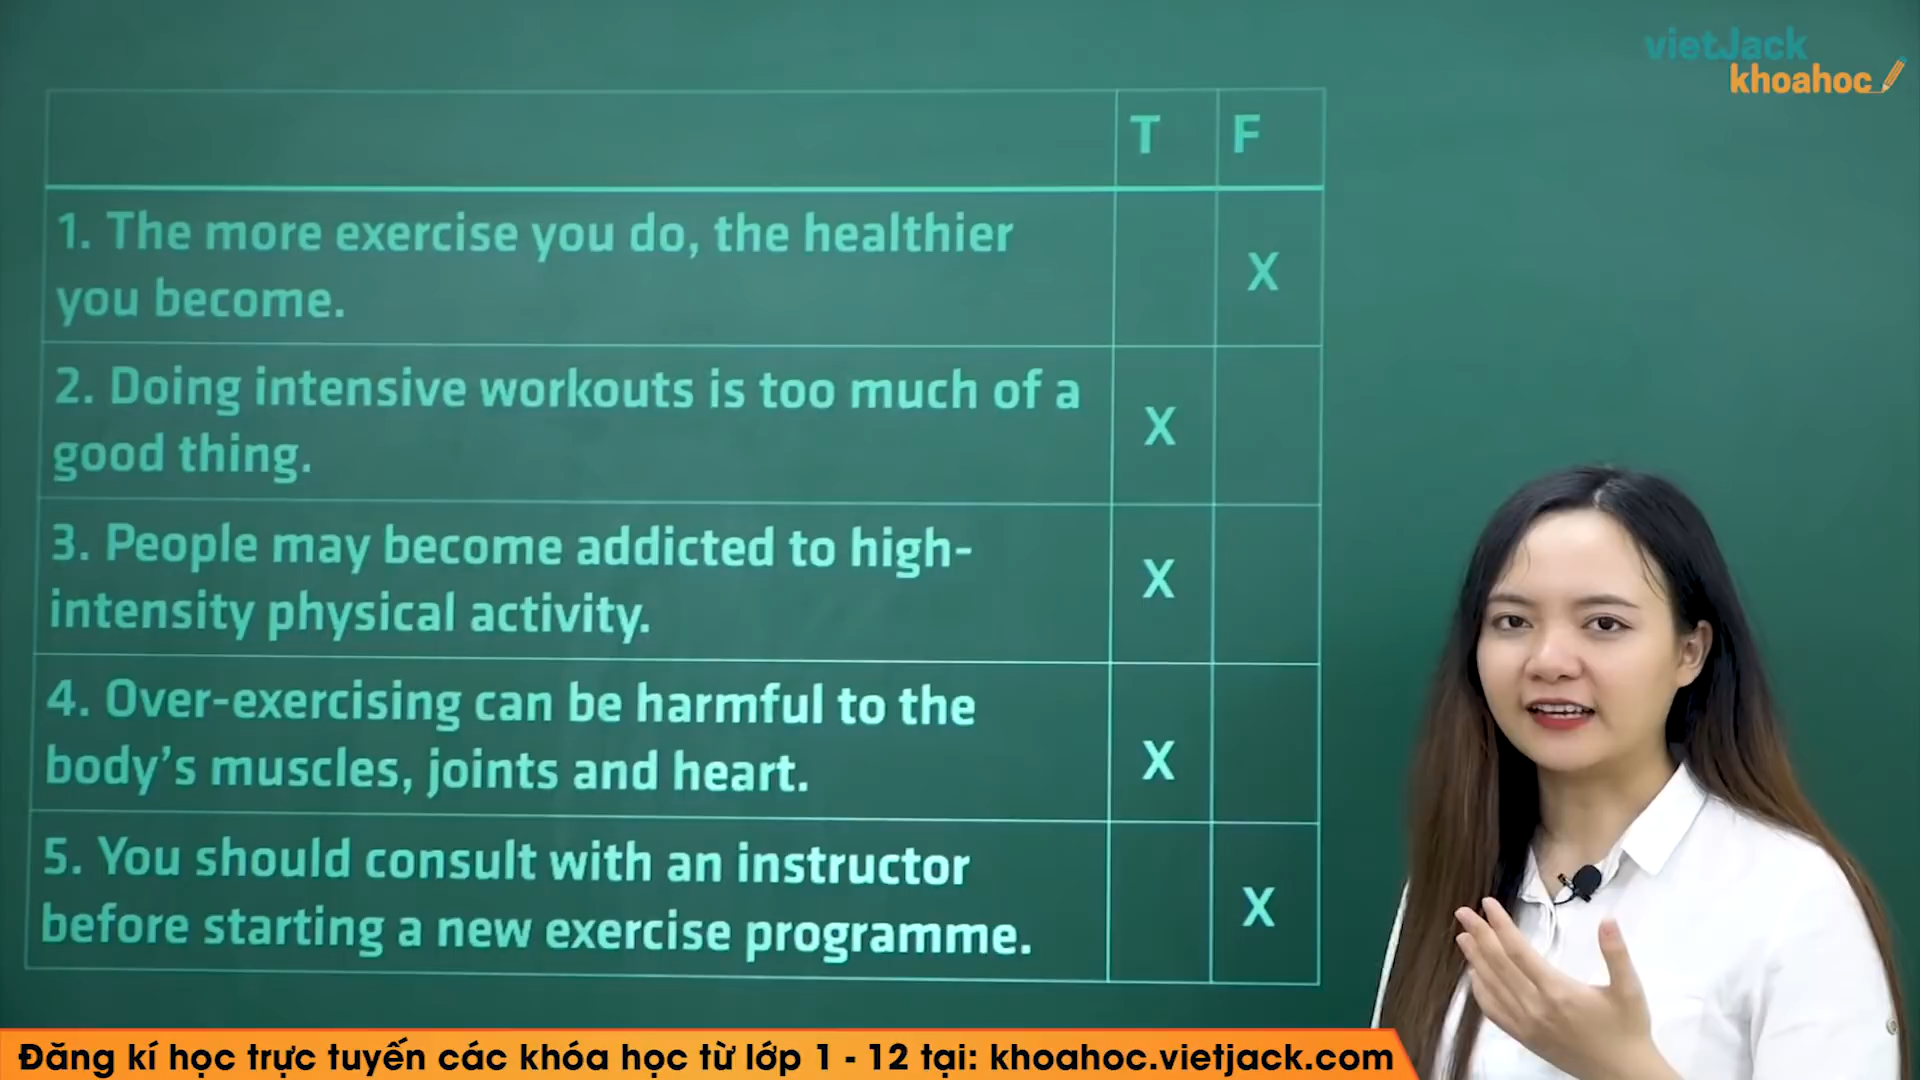 vietJack
khoahoc
T F
1. The more exercise you do, the healthier
you become.
X
2. Doing intensive workouts is too much of a
good thing.
X
3. People may become addicted to high-
intensity physical activity.
X
4. Over-exercising can be harmful to the
body’s muscles, joints and heart.
X
5. You should consult with an instructor
before starting a new exercise programme.
X
Đăng kí học trực tuyến các khóa học từ lớp 1 - 12 tại: khoahoc.vietjack.com